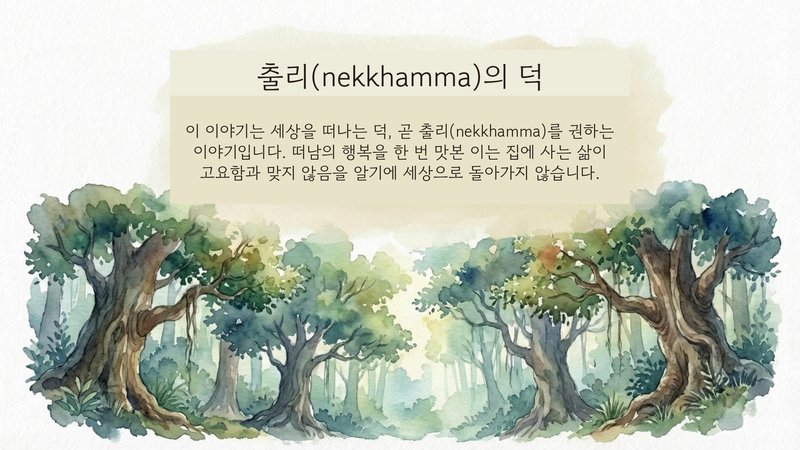 출리(nekkhamma)의 덕
이 이야기는 세상을 떠나는 덕, 곧 출리(nekkhamma)를 권하는
이야기입니다. 떠남의 행복을 한 번 맛본 이는 집에 사는 삶이
고요함과 맞지 않음을 알기에 세상으로 돌아가지 않습니다.